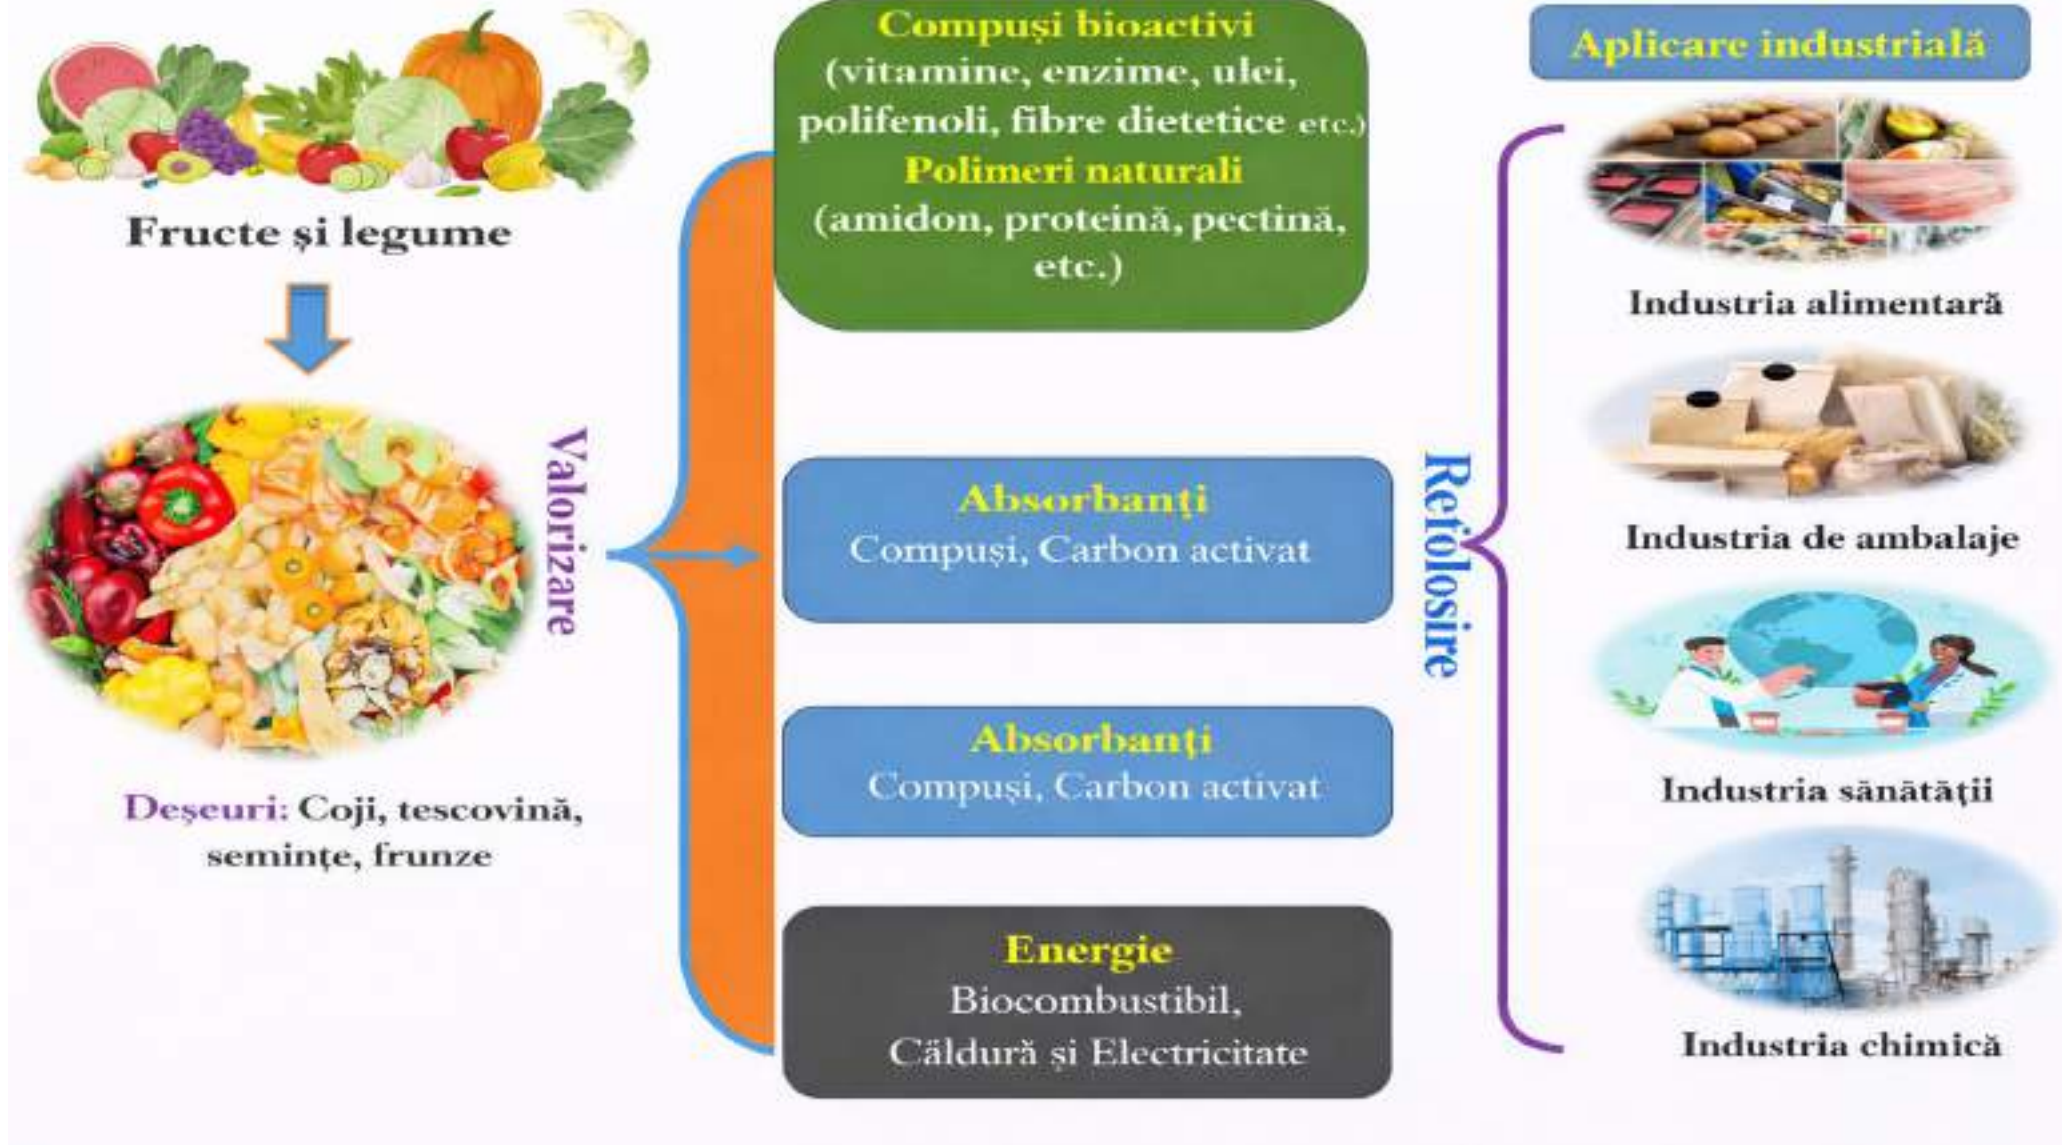 Fructe și legume
Valorizare
Deșeuri: Coji, tescovină,
semințe, frunze
Compuși bioactivi
(vitamine, enzime, ulei,
polifenoli, fibre dietetice etc.)
Polimeri naturali
(amidon, proteină, pectină,
etc.)
Absorbanți
Compuși, Carbon activat
Absorbanți
Compuși, Carbon activat
Energie
Biocombustibil,
Căldură și Electricitate
Refolosire
Aplicare industrială
Industria alimentară
Industria de ambalaje
Industria sănătății
Industria chimică